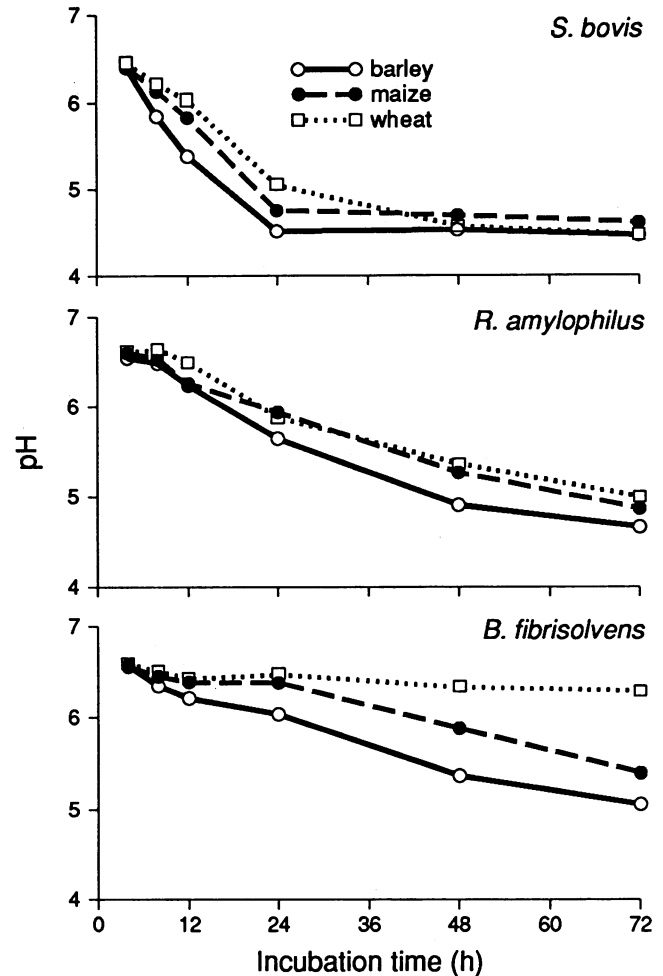 7
S. bovis
barley
maize
wheat
6
5
4
7
R. amylophilus
6
pH
5
4
7
B. fibrisolvens
6
5
4
0 12 24 36 48 60 72
Incubation time (h)